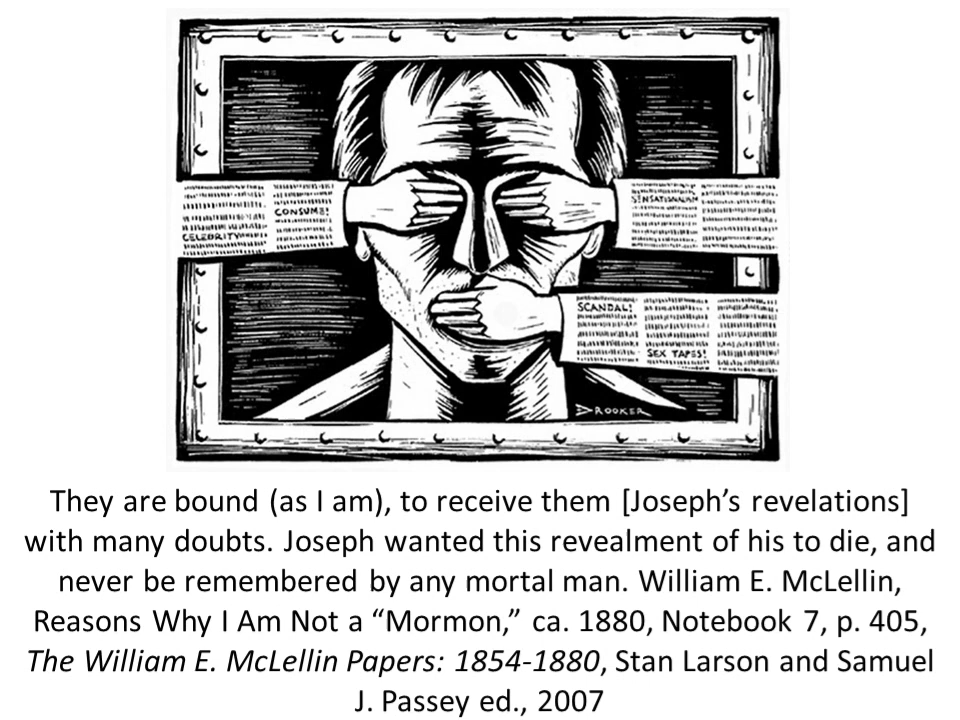 CONSUME!
CELEBRITY
SENSATIONALISM
SCANDAL!
SEX TAPES!
DROOKER
They are bound (as I am), to receive them [Joseph’s revelations]
with many doubts. Joseph wanted this revealment of his to die, and
never be remembered by any mortal man. William E. McLellin,
Reasons Why I Am Not a “Mormon,” ca. 1880, Notebook 7, p. 405,
The William E. McLellin Papers: 1854-1880, Stan Larson and Samuel
J. Passey ed., 2007